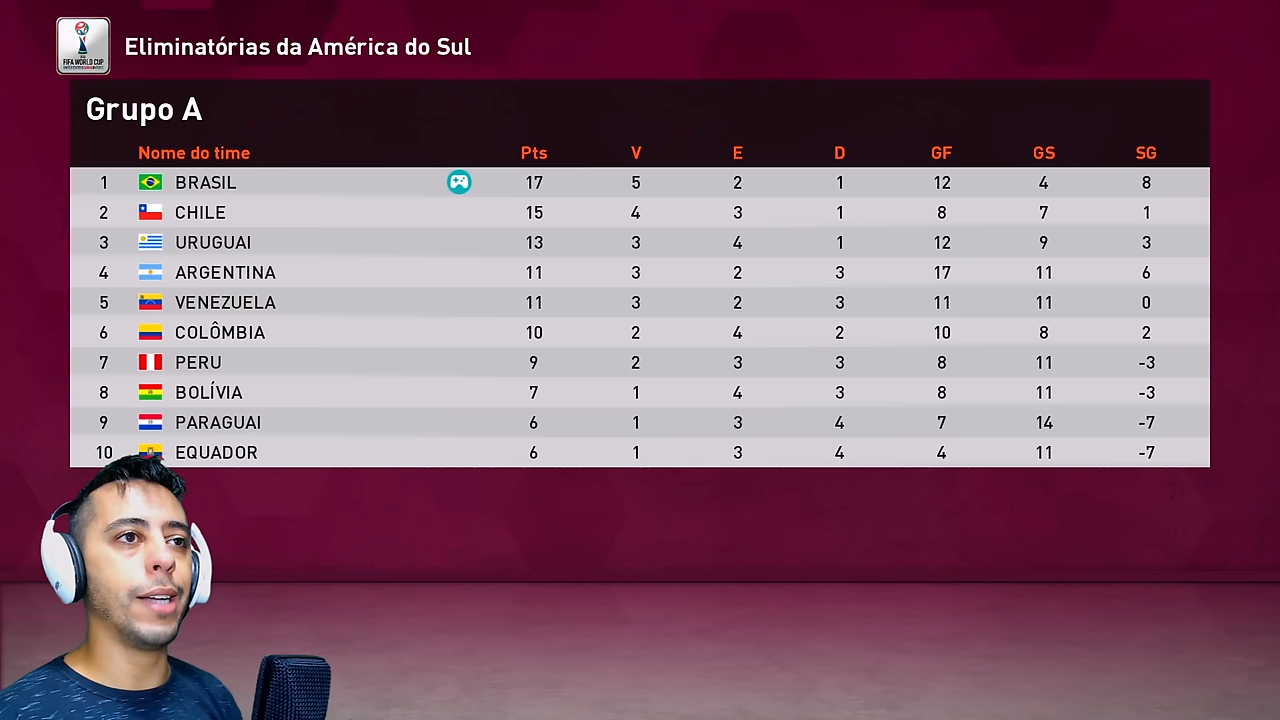 FIFA WORLD CUP
Eliminatórias da América do Sul
Grupo A
Nome do time Pts V E D GF GS SG
1 BRASIL 17 5 2 1 12 4 8
2 CHILE 15 4 3 1 8 7 1
3 URUGUAI 13 3 4 1 12 9 3
4 ARGENTINA 11 3 2 3 17 11 6
5 VENEZUELA 11 3 2 3 11 11 0
6 COLÔMBIA 10 2 4 2 10 8 2
7 PERU 9 2 3 3 8 11 -3
8 BOLÍVIA 7 1 4 3 8 11 -3
9 PARAGUAI 6 1 3 4 7 14 -7
10 EQUADOR 6 1 3 4 4 11 -7